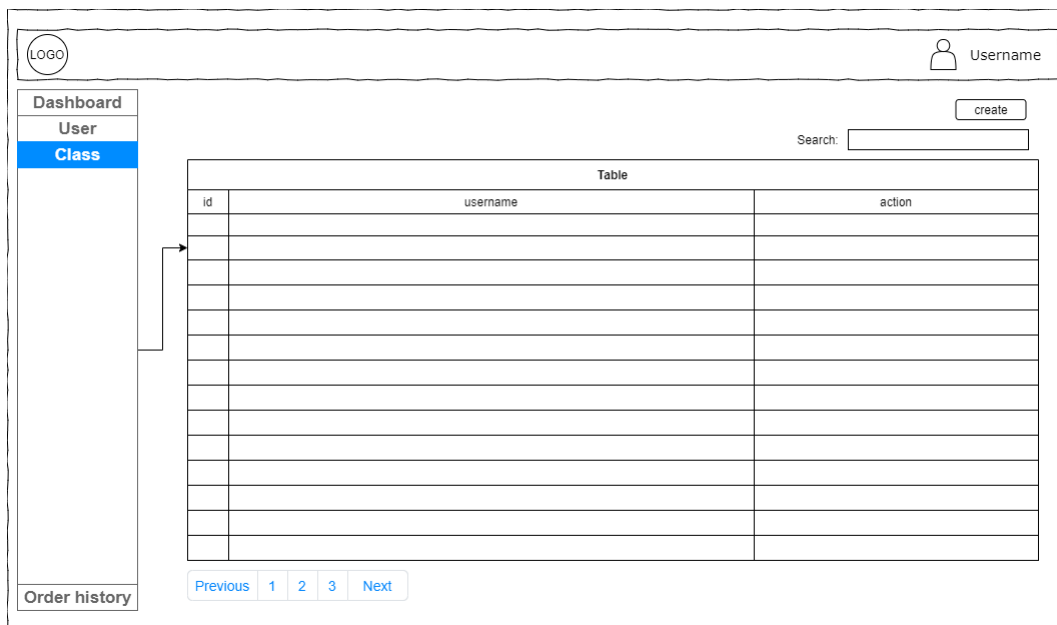 LOGO
Username
Dashboard
User
Class
Order history
create
Search:
Table
id username action
Previous 1 2 3 Next